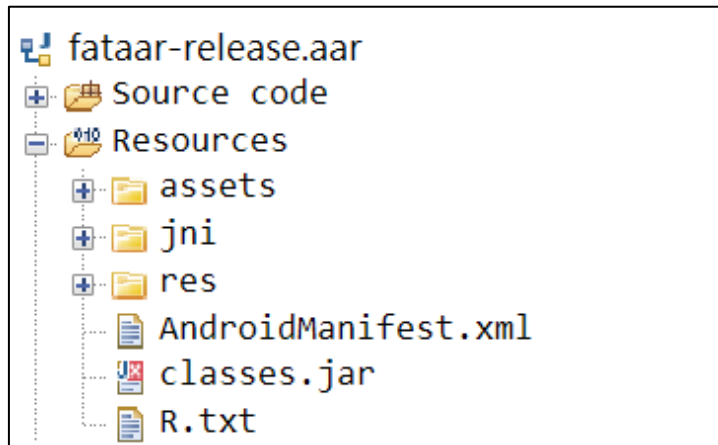 fataar-release.aar
Source code
Resources
assets
jni
res
AndroidManifest.xml
classes.jar
R.txt